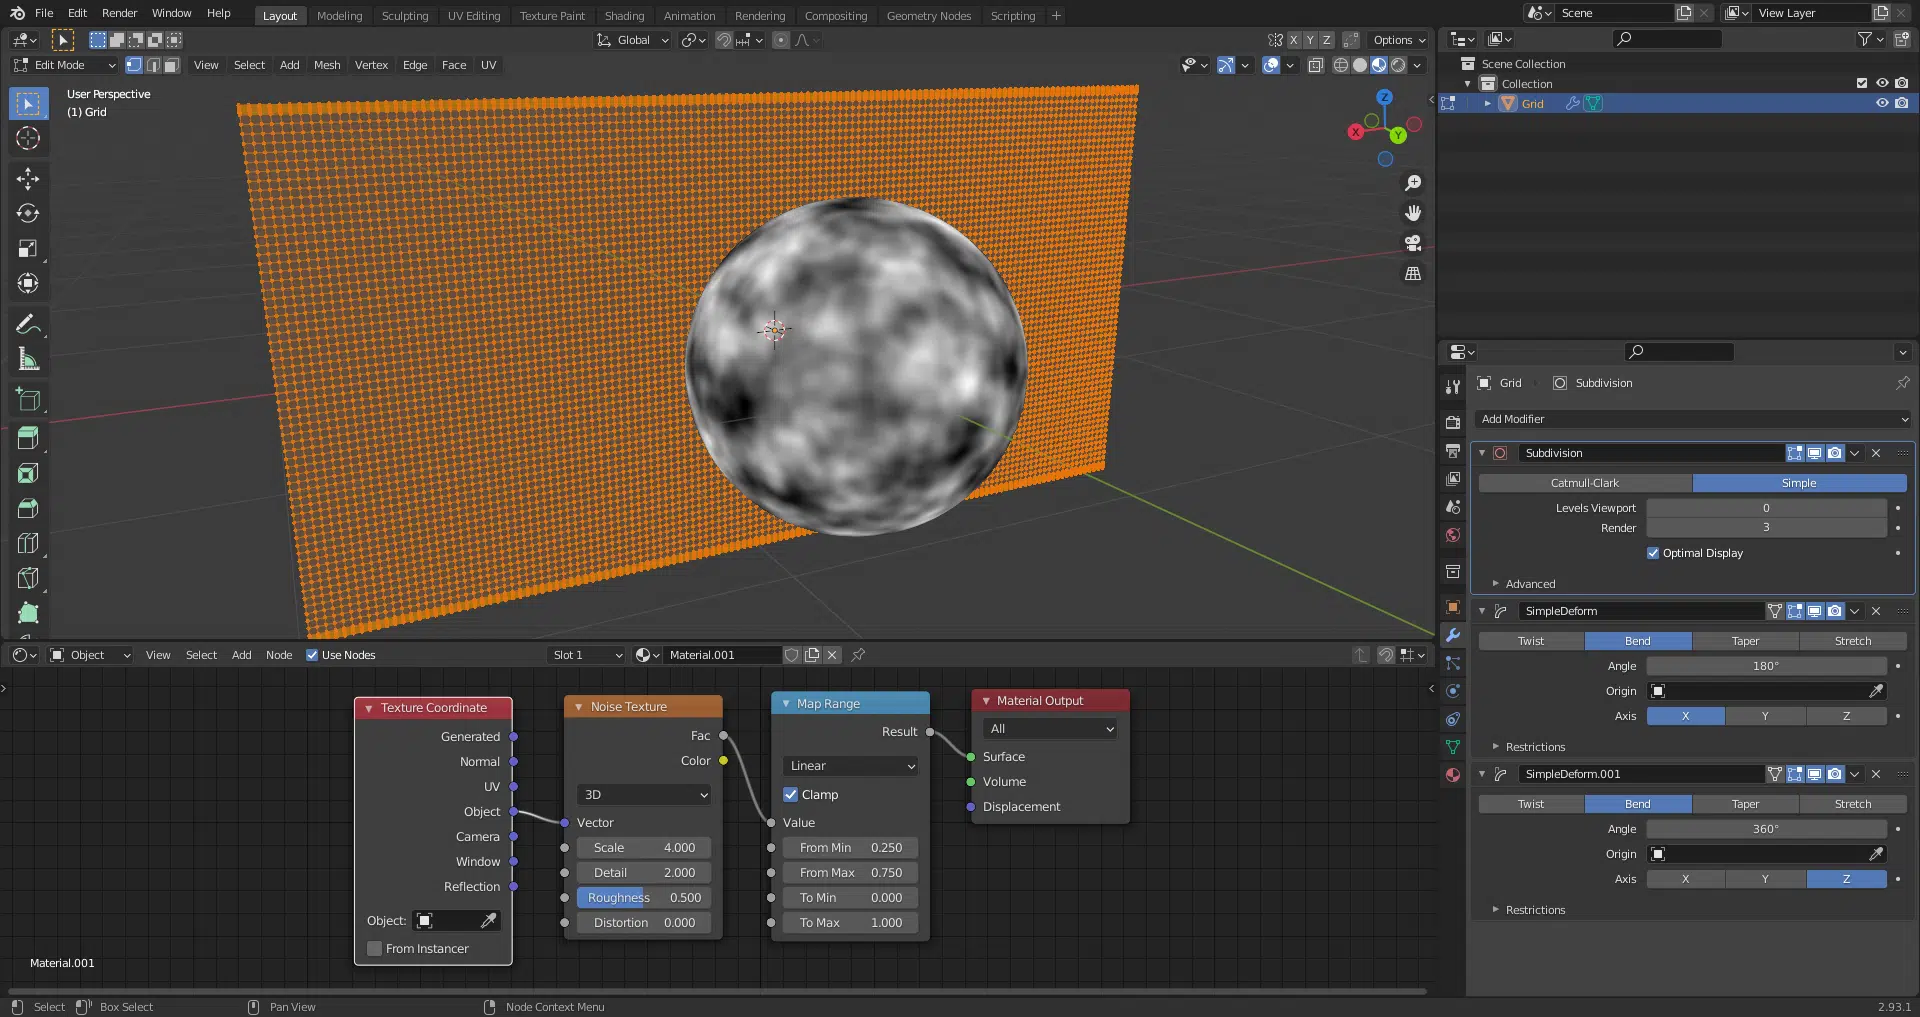 File Edit Render Window Help Layout Modeling Sculpting UV Editing Texture Paint Shading Animation Rendering Compositing Geometry Nodes Scripting + Scene View Layer
Global X Y Z Options
Edit Mode View Select Add Mesh Vertex Edge Face UV
User Perspective
(1) Grid
Z
X
Y
Scene Collection
Collection
Grid
Grid Subdivision
Add Modifier
Subdivision
Catmull-Clark Simple
Levels Viewport 0
Render 3
Optimal Display
Advanced
SimpleDeform
Twist Bend Taper Stretch
Angle 180°
Origin
Axis X Y Z
Restrictions
SimpleDeform.001
Twist Bend Taper Stretch
Angle 360°
Origin
Axis X Y Z
Restrictions
Object View Select Add Node Use Nodes Slot 1 Material.001
Texture Coordinate
Generated
Normal
UV
Object
Camera
Window
Reflection
Object:
From Instancer
Noise Texture
Fac
Color
3D
Vector
Scale 4.000
Detail 2.000
Roughness 0.500
Distortion 0.000
Map Range
Result
Linear
Clamp
Value
From Min 0.250
From Max 0.750
To Min 0.000
To Max 1.000
Material Output
All
Surface
Volume
Displacement
Material.001
Select Box Select Pan View Node Context Menu 2.93.1